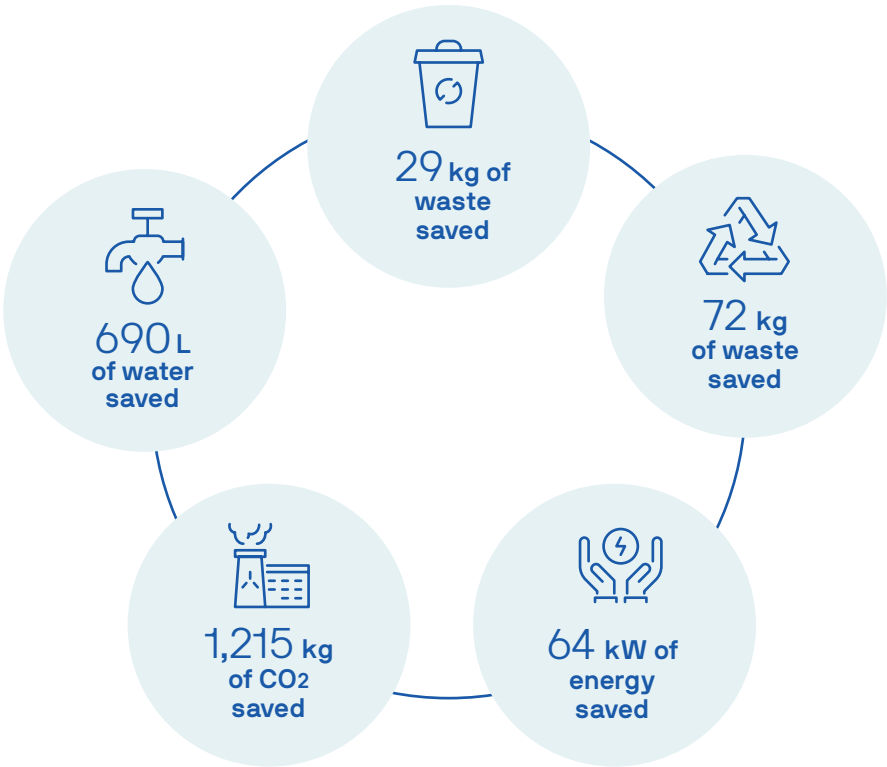 29 kg of
waste
saved
72 kg
of waste
saved
64 kW of
energy
saved
1,215 kg
of CO2
saved
690 L
of water
saved